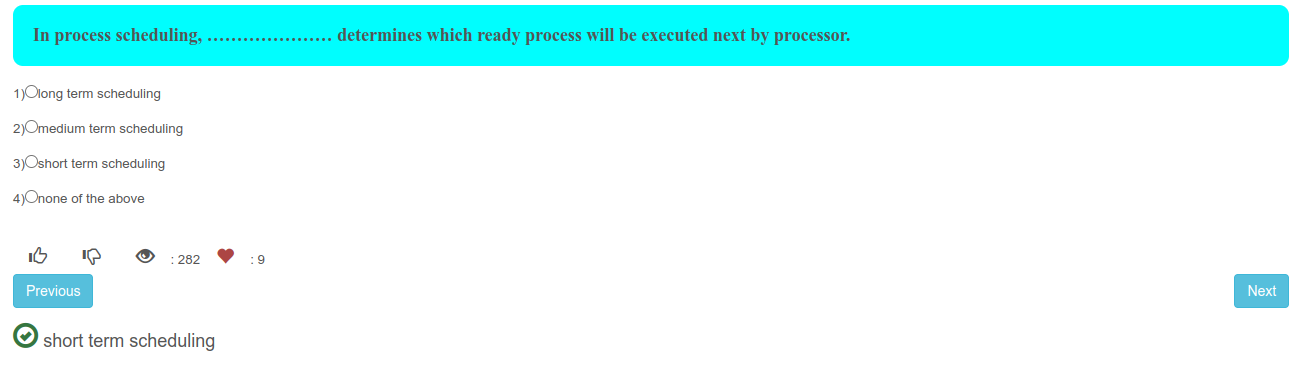 In process scheduling, ………………… determines which ready process will be executed next by processor.
1) long term scheduling
2) medium term scheduling
3) short term scheduling
4) none of the above
: 282 : 9
Previous Next
short term scheduling